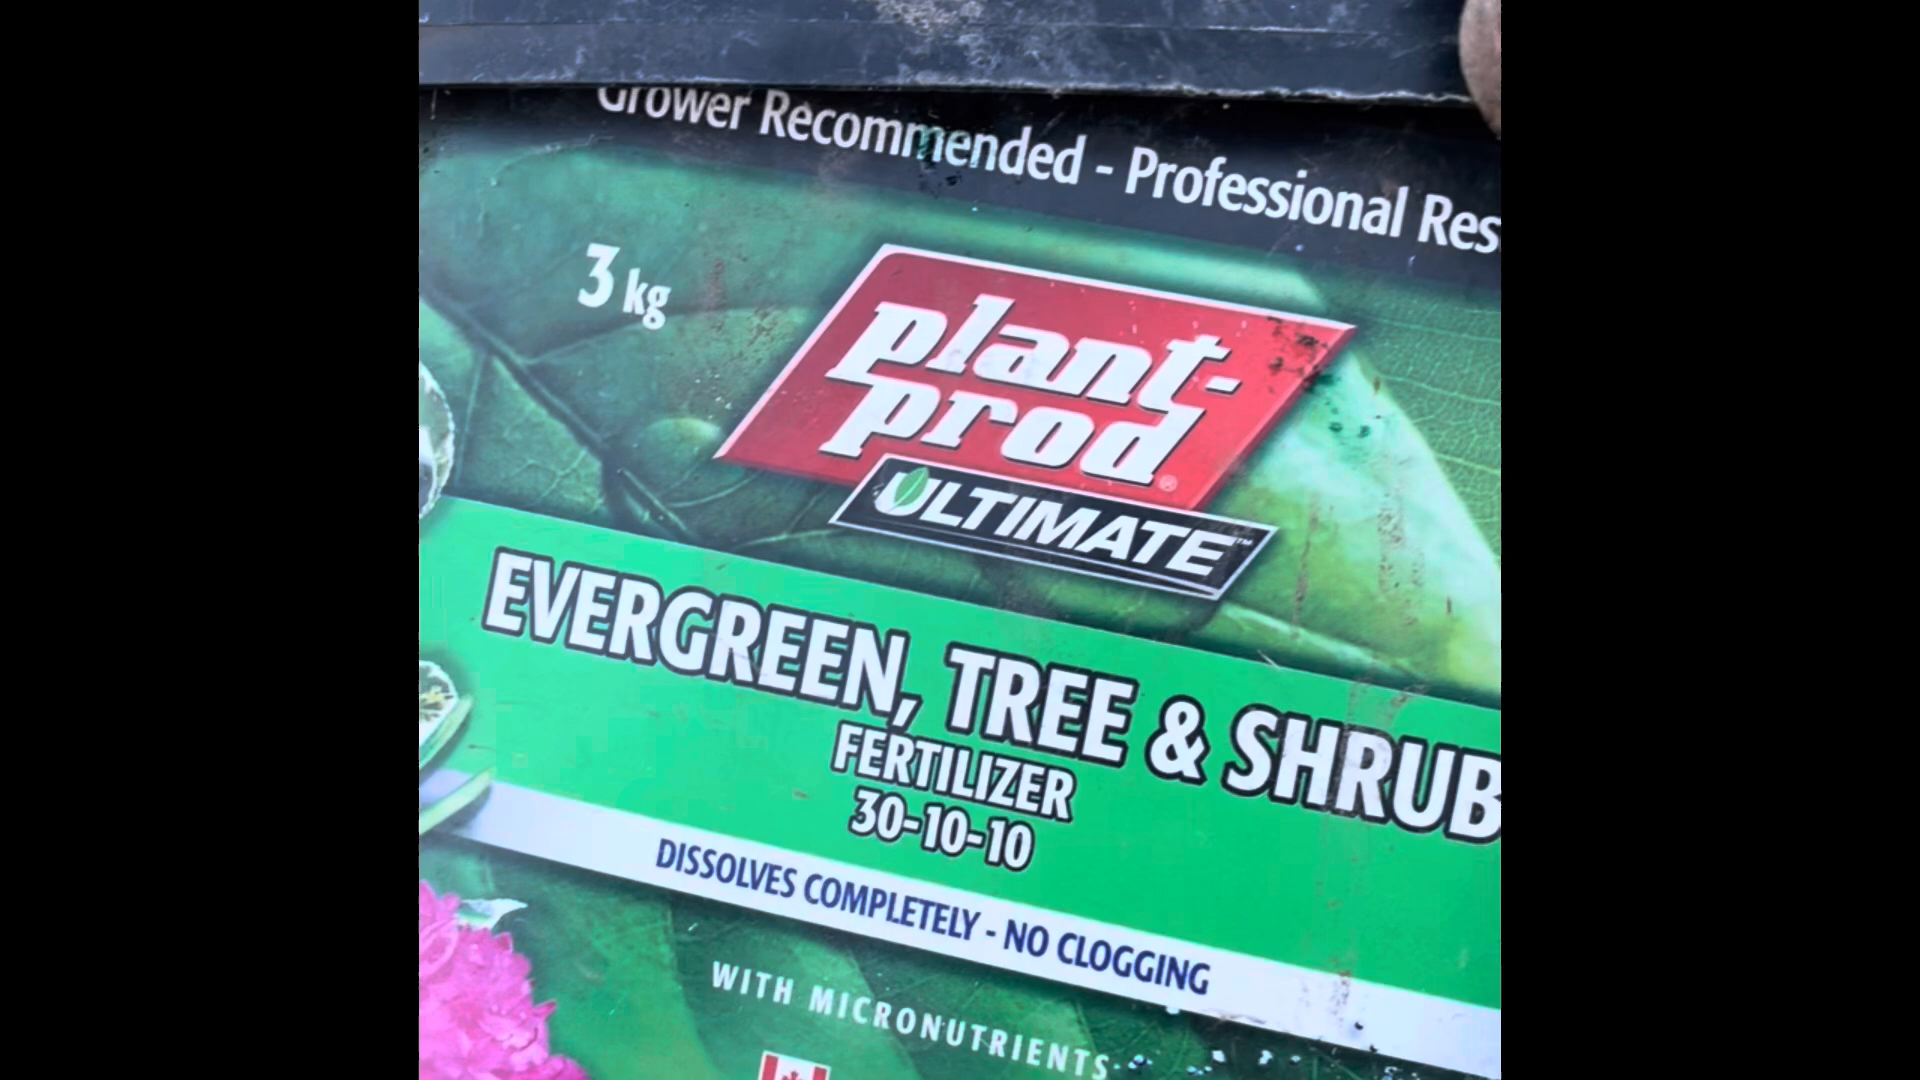 Grower Recommended - Professional Res
3 kg
plant-
prod®
ULTIMATE™
EVERGREEN, TREE & SHRUB
FERTILIZER
30-10-10
DISSOLVES COMPLETELY - NO CLOGGING
WITH MICRONUTRIENTS